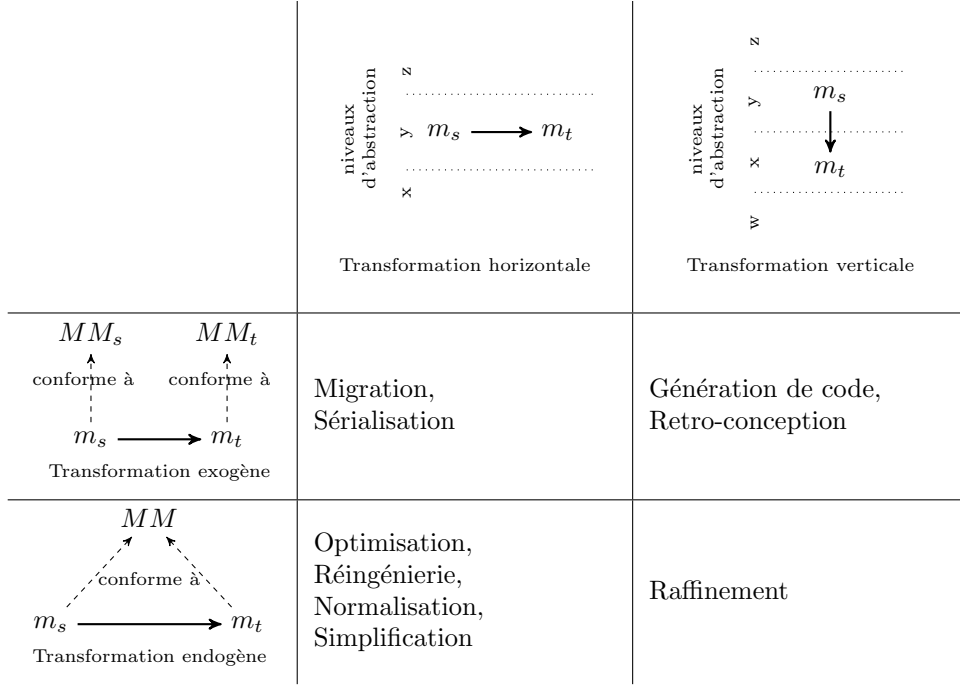 niveaux
d'abstraction
z
y
x
m_s
m_t
Transformation horizontale
niveaux
d'abstraction
z
y
x
w
m_s
m_t
Transformation verticale
MM_s MM_t
conforme à conforme à
m_s m_t
Transformation exogène
Migration,
Sérialisation
Génération de code,
Retro-conception
MM
conforme à
m_s m_t
Transformation endogène
Optimisation,
Réingénierie,
Normalisation,
Simplification
Raffinement